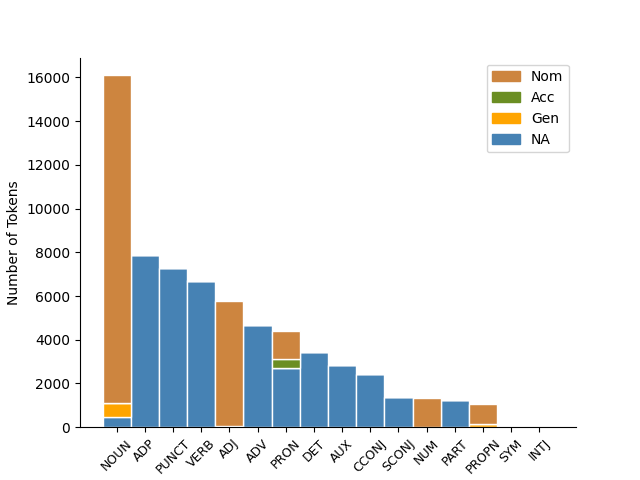 Number of Tokens
16000
14000
12000
10000
8000
6000
4000
2000
0
Nom
Acc
Gen
NA
NOUN
ADP
PUNCT
VERB
ADJ
ADV
PRON
DET
AUX
CCONJ
SCONJ
NUM
PART
PROPN
SYM
INTJ